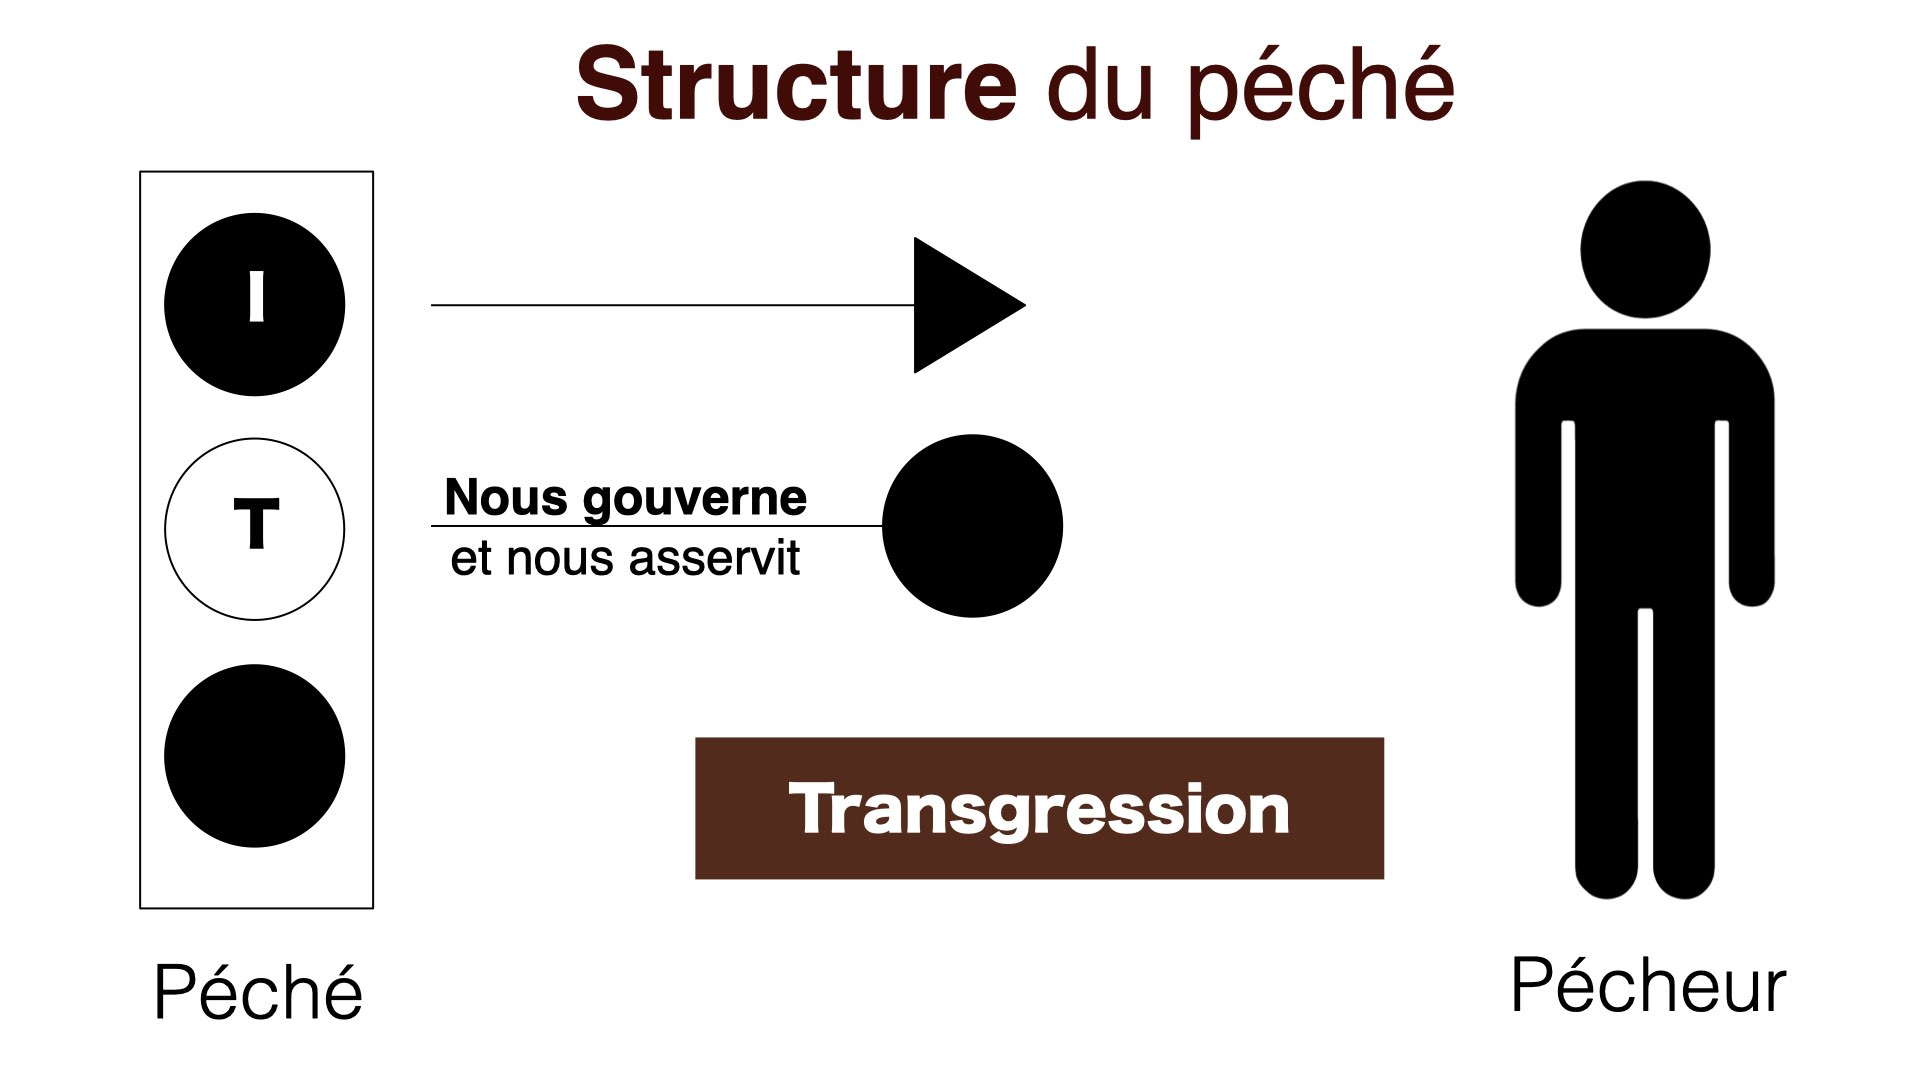 Structure du péché
I
T
Nous gouverne
et nous asservit
Transgression
Péché
Pécheur